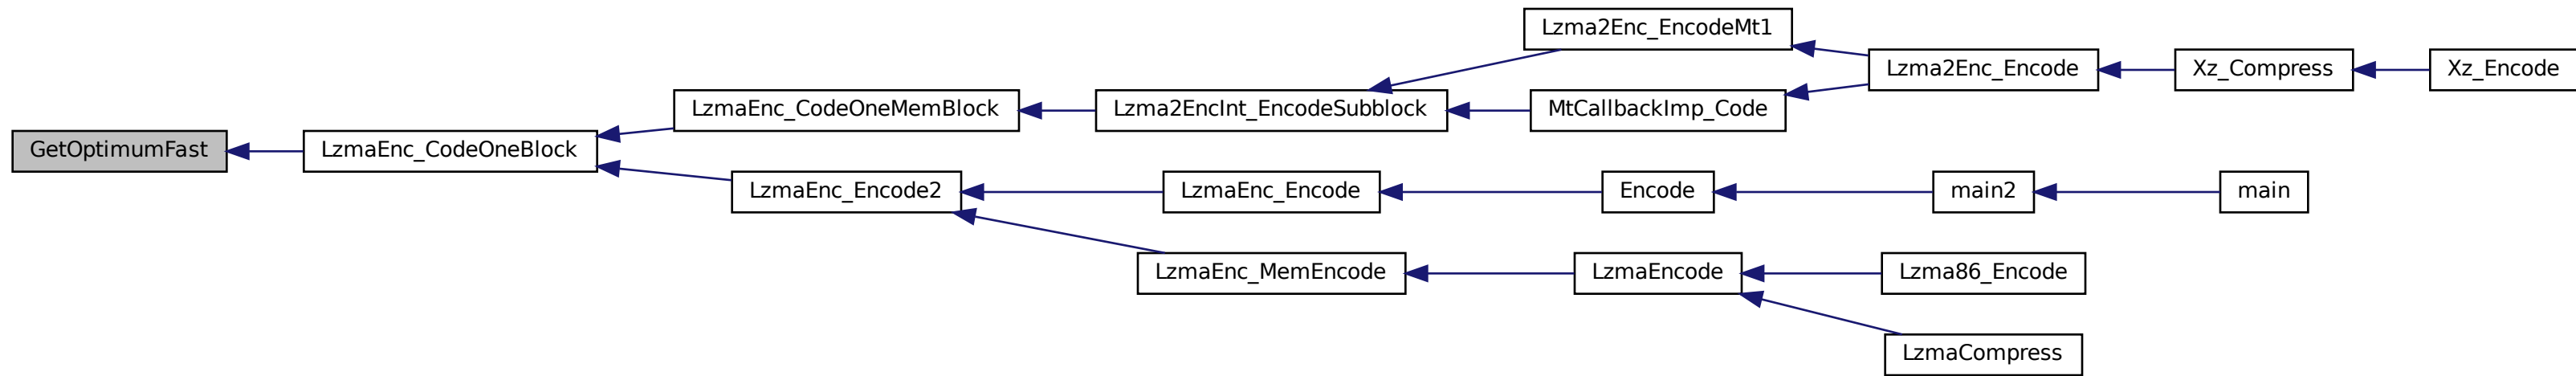 Lzma2Enc_EncodeMt1
Lzma2Enc_Encode
Xz_Compress
Xz_Encode
LzmaEnc_CodeOneMemBlock
Lzma2EncInt_EncodeSubblock
MtCallbackImp_Code
GetOptimumFast
LzmaEnc_CodeOneBlock
LzmaEnc_Encode2
LzmaEnc_Encode
Encode
main2
main
LzmaEnc_MemEncode
LzmaEncode
Lzma86_Encode
LzmaCompress